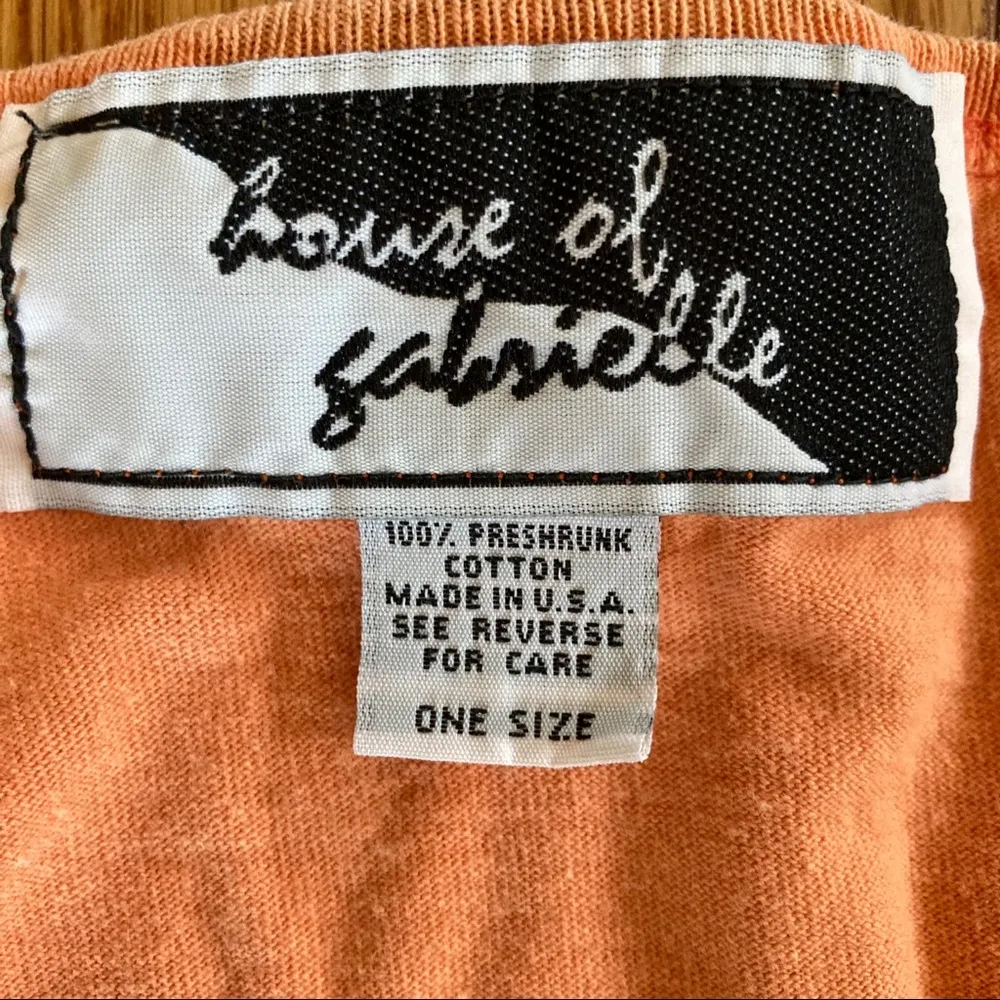 house of
gabrielle
100% PRESHRUNK
COTTON
MADE IN U.S.A.
SEE REVERSE
FOR CARE
ONE SIZE